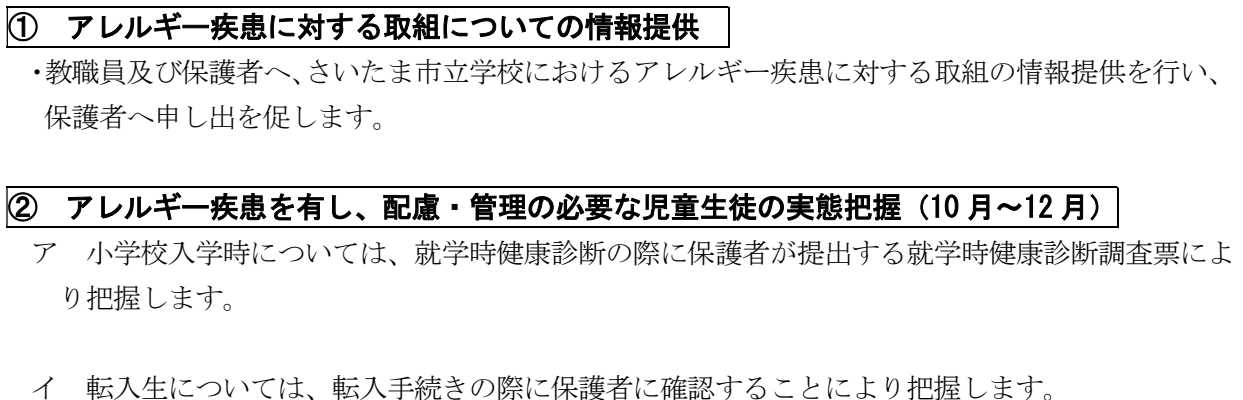 ① アレルギー疾患に対する取組についての情報提供
・教職員及び保護者へ、さいたま市立学校におけるアレルギー疾患に対する取組の情報提供を行い、
保護者へ申し出を促します。
② アレルギー疾患を有し、配慮・管理の必要な児童生徒の実態把握（10月～12月）
ア 小学校入学時については、就学時健康診断の際に保護者が提出する就学時健康診断調査票によ
り把握します。
イ 転入生については、転入手続きの際に保護者に確認することにより把握します。